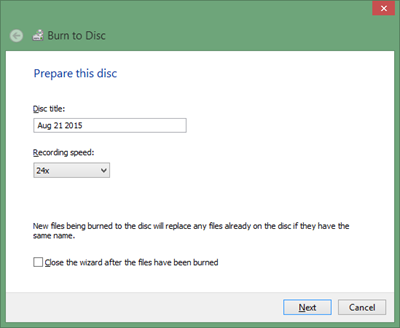 Burn to Disc
Prepare this disc
Disc title:
Aug 21 2015
Recording speed:
24x
New files being burned to the disc will replace any files already on the disc if they have the
same name.
Close the wizard after the files have been burned
Next Cancel